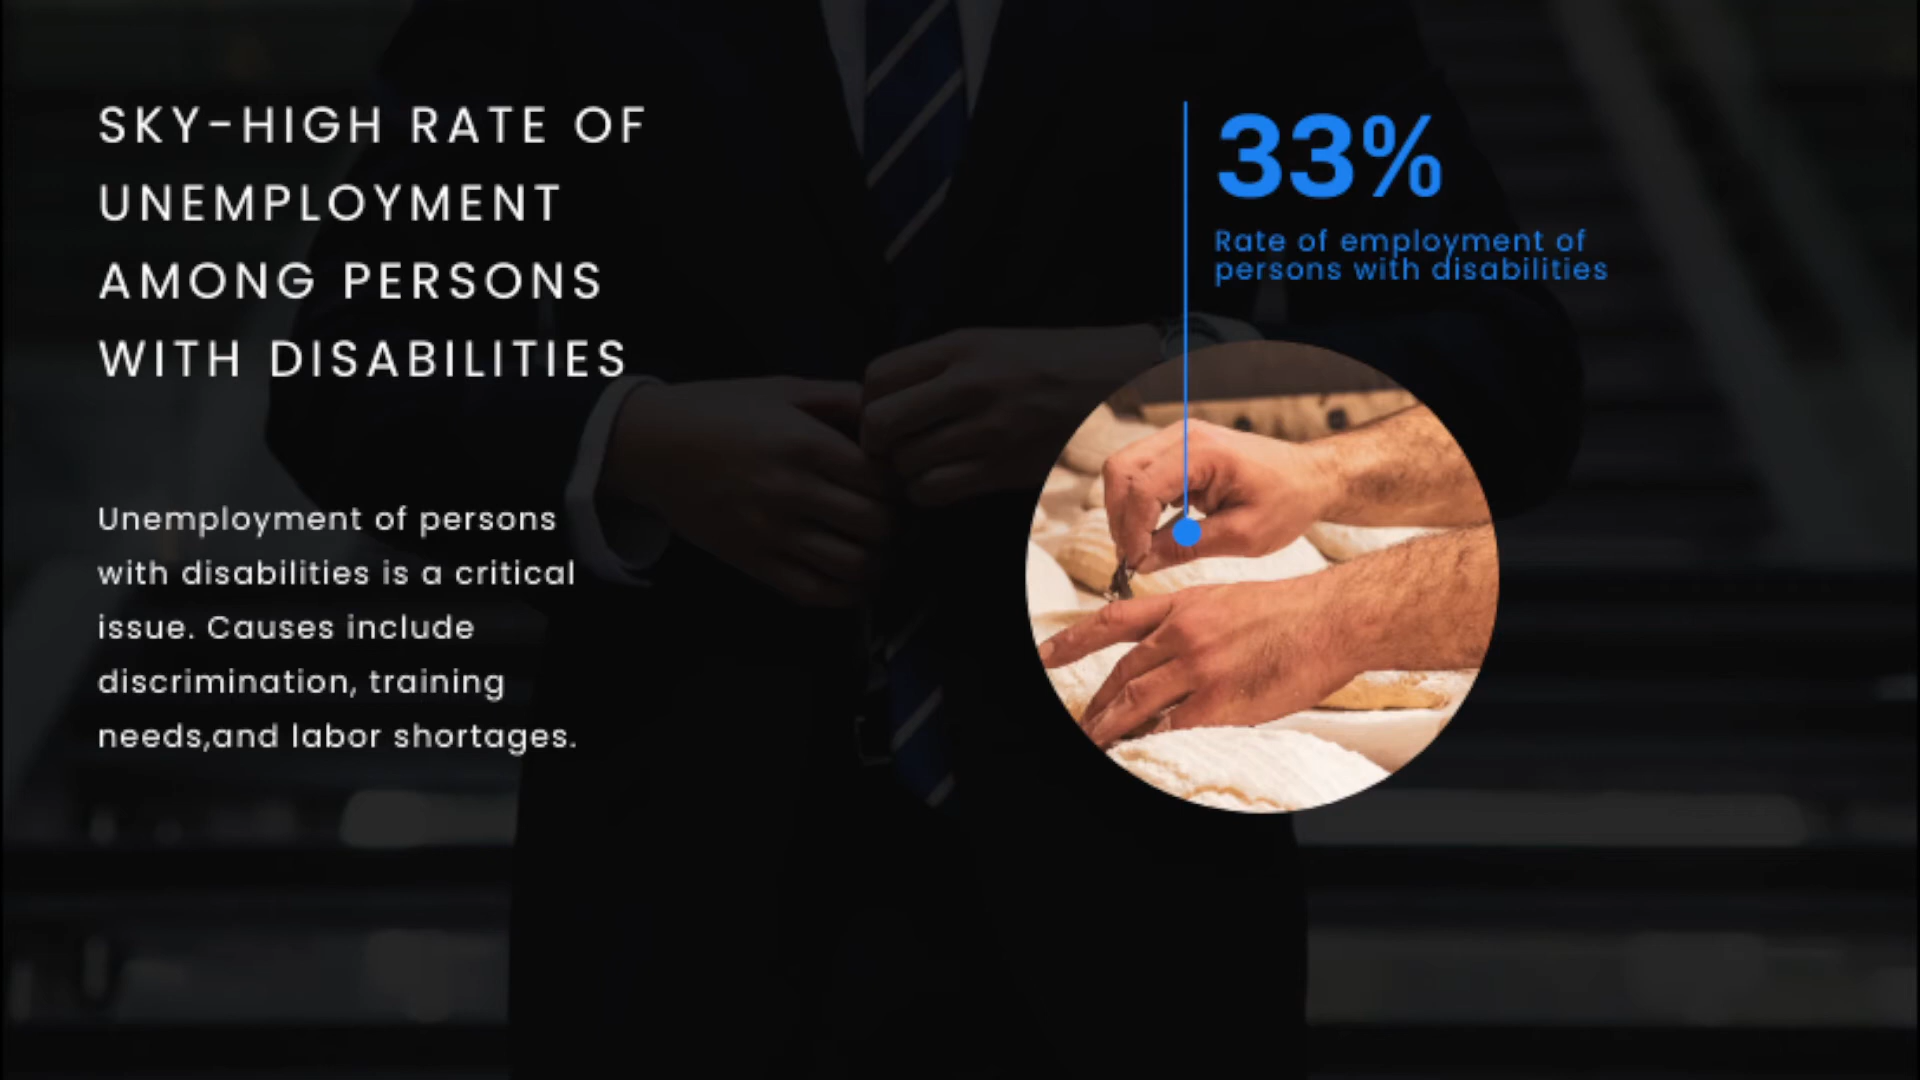 SKY-HIGH RATE OF
UNEMPLOYMENT
AMONG PERSONS
WITH DISABILITIES
Unemployment of persons
with disabilities is a critical
issue. Causes include
discrimination, training
needs,and labor shortages.
33%
Rate of employment of
persons with disabilities